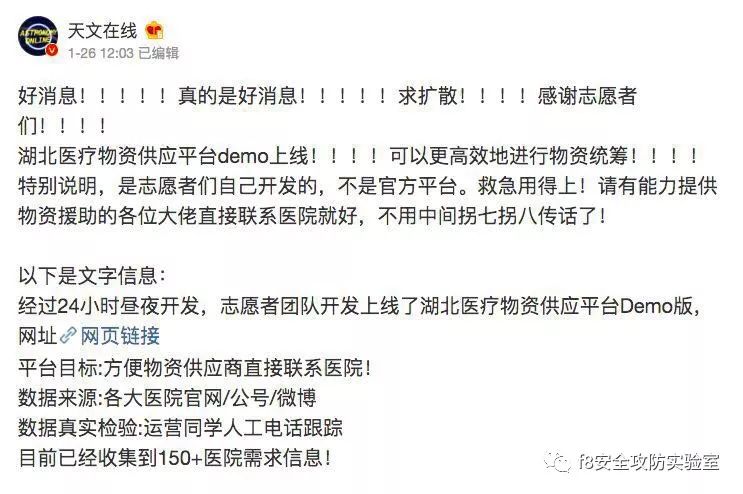 天文在线
1-26 12:03 已编辑
好消息！！！！！真的是好消息！！！！！求扩散！！！！感谢志愿者
们！！！！
湖北医疗物资供应平台demo上线！！！！可以更高效地进行物资统筹！！！！
特别说明，是志愿者们自己开发的，不是官方平台。救急用得上！请有能力提供
物资援助的各位大佬直接联系医院就好，不用中间拐七拐八传话了！
以下是文字信息：
经过24小时昼夜开发，志愿者团队开发上线了湖北医疗物资供应平台Demo版，
网址网页链接
平台目标:方便物资供应商直接联系医院！
数据来源:各大医院官网/公号/微博
数据真实检验:运营同学人工电话跟踪
目前已经收集到150+医院需求信息！
f8安全攻防实验室
ASTRONOMY
ONLINE